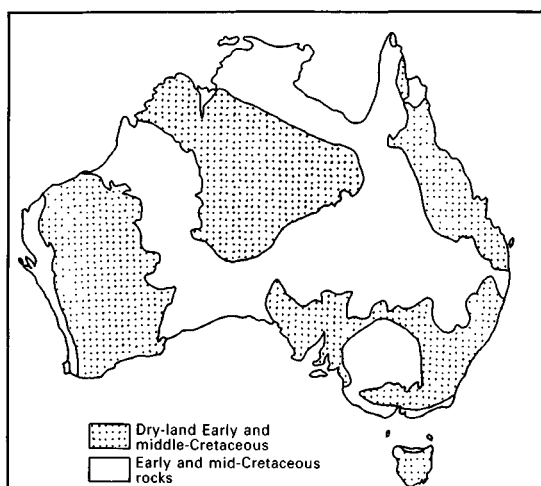 Dry-land Early and
middle-Cretaceous
Early and mid-Cretaceous
rocks